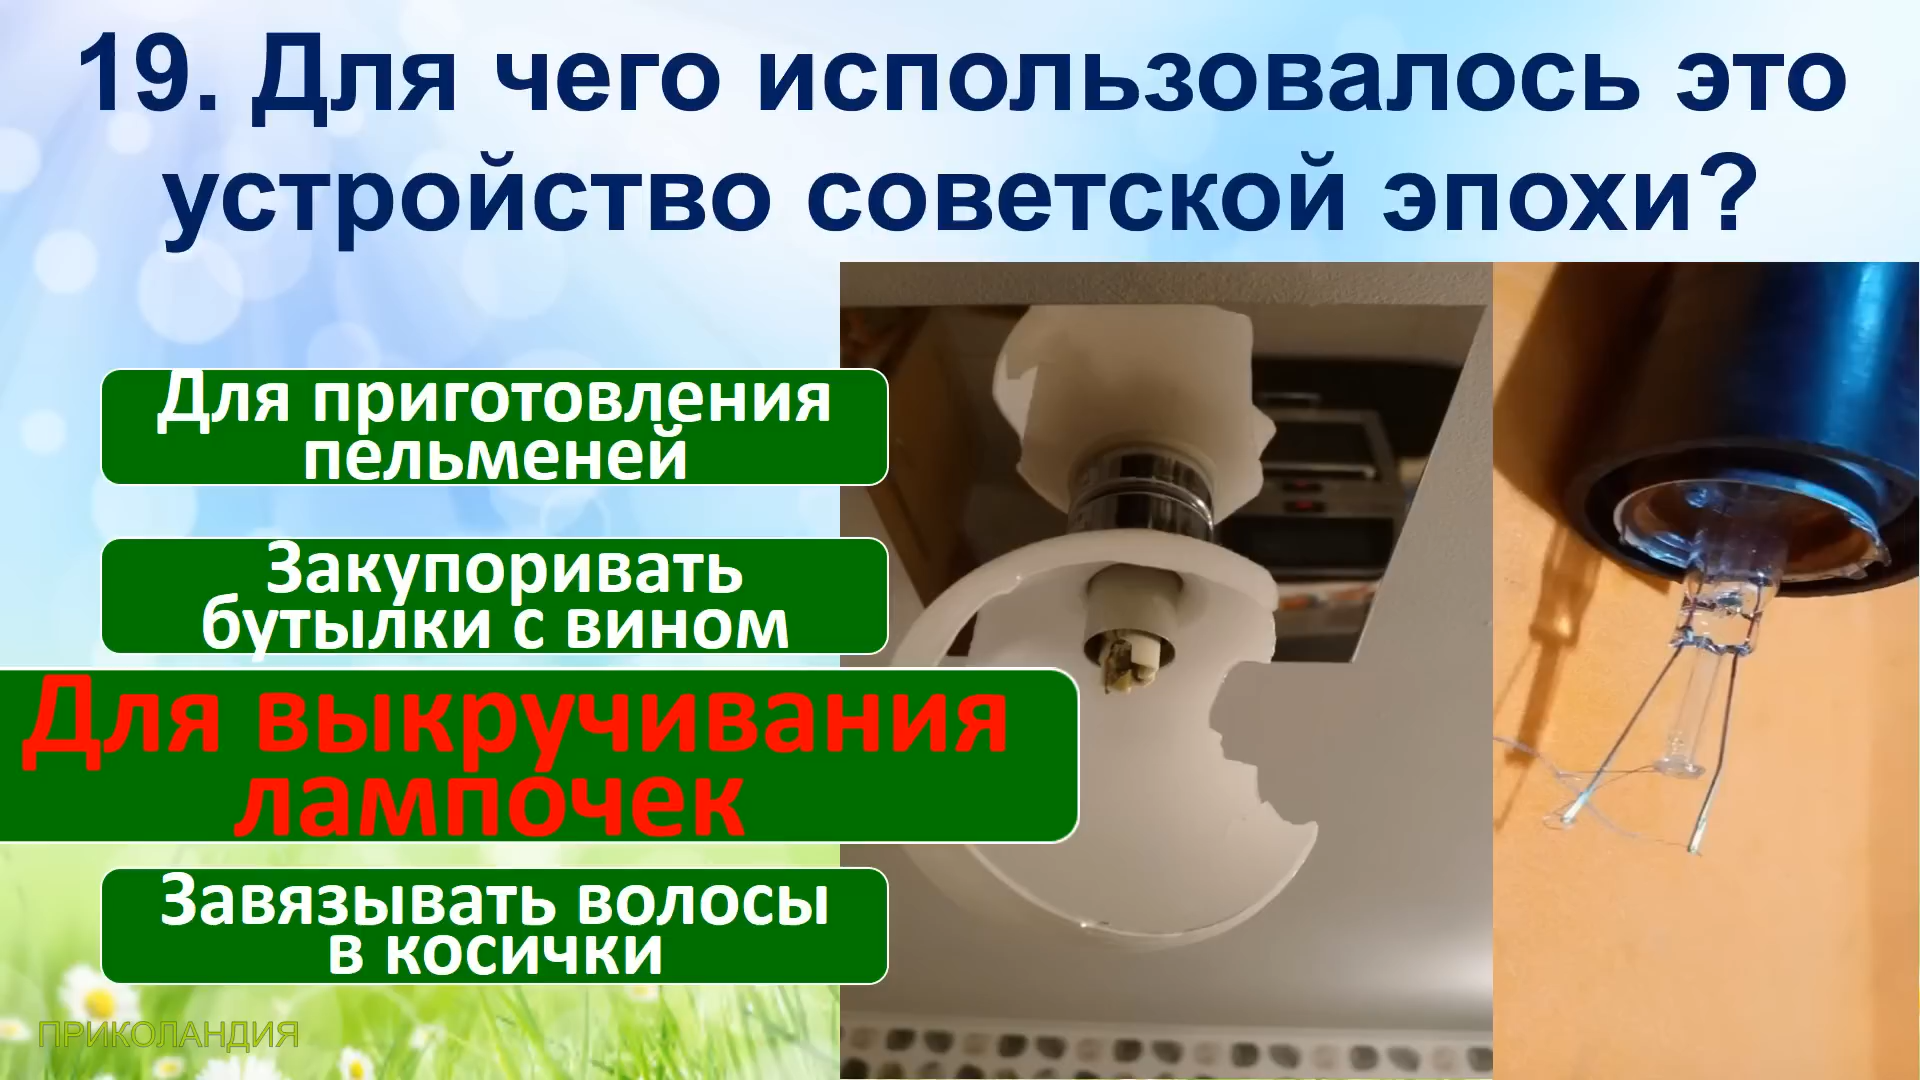 19. Для чего использовалось это
устройство советской эпохи?
Для приготовления
пельменей
Закупоривать
бутылки с вином
Для выкручивания
лампочек
Завязывать волосы
в косички
ПРИКОЛАНДИЯ